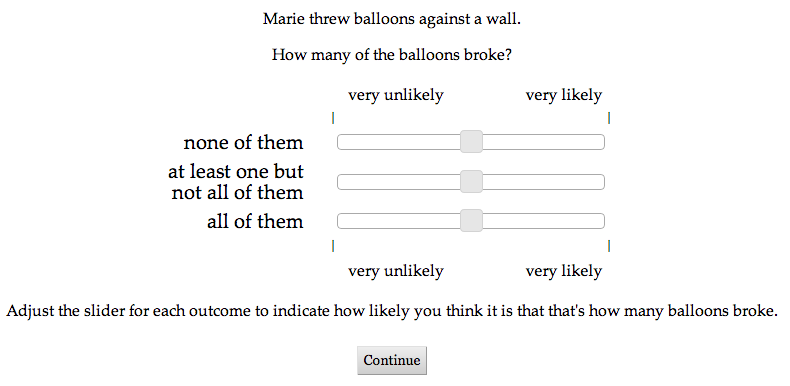 Marie threw balloons against a wall.
How many of the balloons broke?
very unlikely very likely
none of them
at least one but
not all of them
all of them
very unlikely very likely
Adjust the slider for each outcome to indicate how likely you think it is that that's how many balloons broke.
Continue